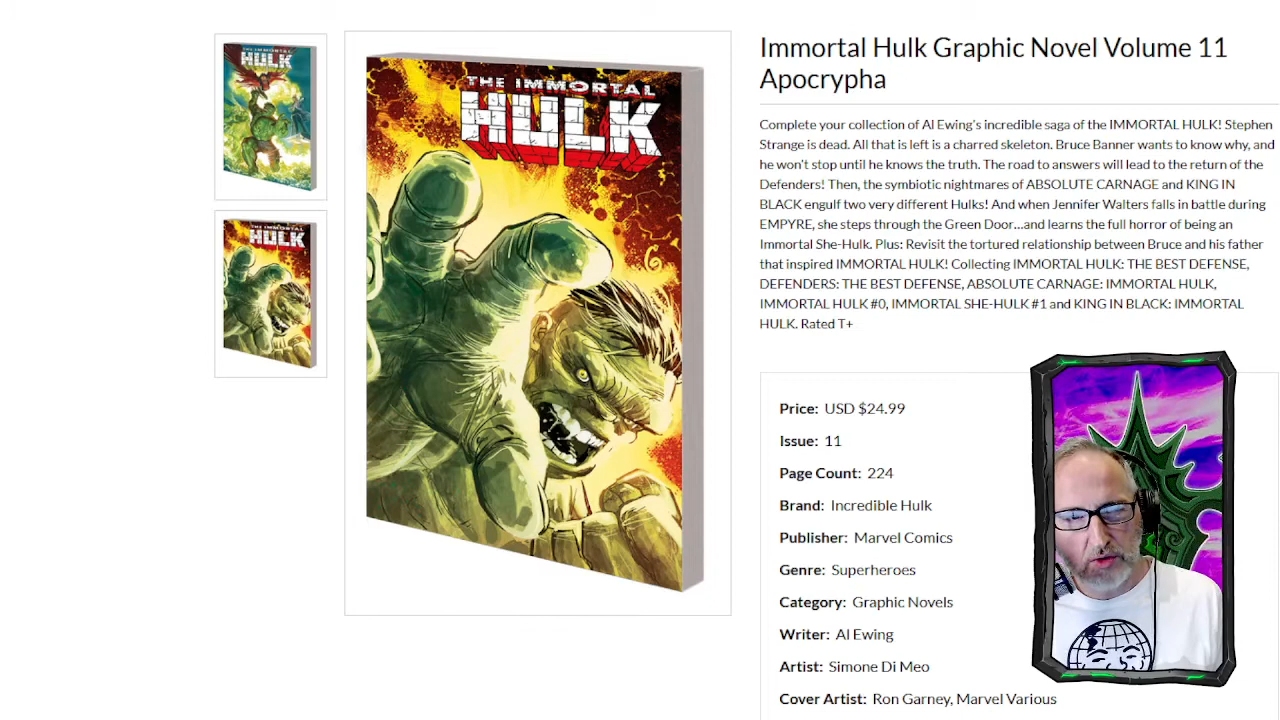 THE IMMORTAL
HULK
THE IMMORTAL
HULK
THE IMMORTAL
HULK
Immortal Hulk Graphic Novel Volume 11
Apocrypha
Complete your collection of Al Ewing's incredible saga of the IMMORTAL HULK! Stephen
Strange is dead. All that is left is a charred skeleton. Bruce Banner wants to know why, and
he won't stop until he knows the truth. The road to answers will lead to the return of the
Defenders! Then, the symbiotic nightmares of ABSOLUTE CARNAGE and KING IN
BLACK engulf two very different Hulks! And when Jennifer Walters falls in battle during
EMPYRE, she steps through the Green Door...and learns the full horror of being an
Immortal She-Hulk. Plus: Revisit the tortured relationship between Bruce and his father
that inspired IMMORTAL HULK! Collecting IMMORTAL HULK: THE BEST DEFENSE,
DEFENDERS: THE BEST DEFENSE, ABSOLUTE CARNAGE: IMMORTAL HULK,
IMMORTAL HULK #0, IMMORTAL SHE-HULK #1 and KING IN BLACK: IMMORTAL
HULK. Rated T+
Price: USD $24.99
Issue: 11
Page Count: 224
Brand: Incredible Hulk
Publisher: Marvel Comics
Genre: Superheroes
Category: Graphic Novels
Writer: Al Ewing
Artist: Simone Di Meo
Cover Artist: Ron Garney, Marvel Various